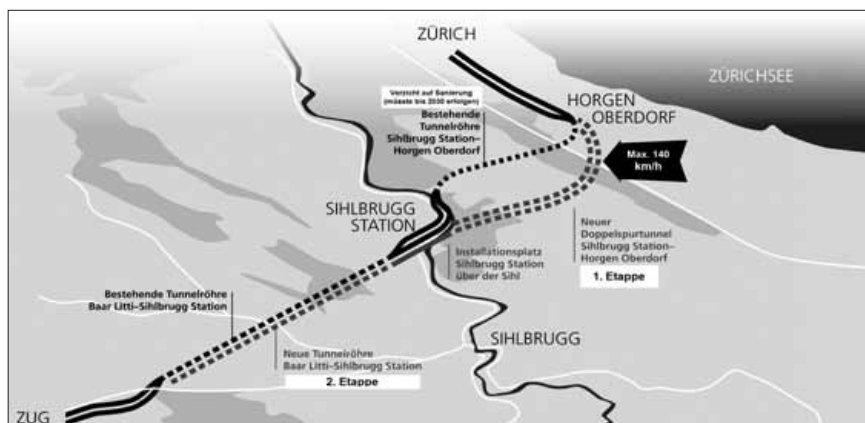 ZÜRICH
ZÜRICHSEE
Verzicht auf Sanierung
(müsste bis 2030 erfolgen)
HORGEN
OBERDORF
Bestehende
Tunnelröhre
Sihlbrugg Station–
Horgen Oberdorf
Max. 140
km/h
SIHLBRUGG
STATION
Neuer
Doppelspurtunnel
Sihlbrugg Station–
Horgen Oberdorf
1. Etappe
Installationsplatz
Sihlbrugg Station
über der Sihl
Bestehende Tunnelröhre
Baar Litti–Sihlbrugg Station
SIHLBRUGG
Neue Tunnelröhre
Baar Litti–Sihlbrugg Station
2. Etappe
ZUG